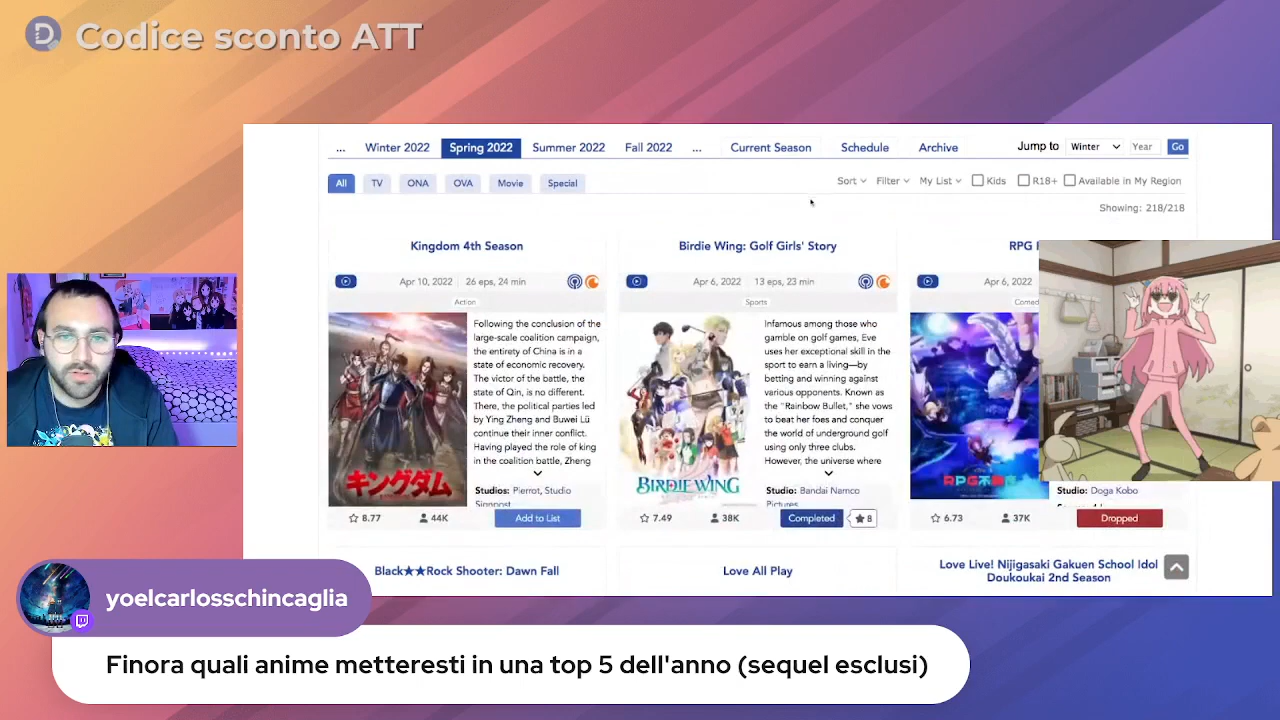 Codice sconto ATT
... Winter 2022 Spring 2022 Summer 2022 Fall 2022 ... Current Season Schedule Archive Jump to Winter Year Go
All TV ONA OVA Movie Special Sort Filter My List Kids R18+ Available in My Region
Showing: 218/218
Kingdom 4th Season
Apr 10, 2022 26 eps, 24 min
Action
Following the conclusion of the
large-scale coalition campaign,
the entirety of China is in a
state of economic recovery.
The victor of the battle, the
state of Qin, is no different.
There, the political parties led
by Ying Zheng and Buwei Lü
continue their inner conflict.
Having played the role of king
in the coalition battle, Zheng
キングダム
Studios: Pierrot, Studio
Signpost
8.77 44K Add to List
Birdie Wing: Golf Girls' Story
Apr 6, 2022 13 eps, 23 min
Sports
Infamous among those who
gamble on golf games, Eve
uses her exceptional skill in the
sport to earn a living—by
betting and winning against
various opponents. Known as
the "Rainbow Bullet," she vows
to beat her foes and conquer
the world of underground golf
using only three clubs.
However, the universe where
BIRDIE WING
Studios: Bandai Namco
Pictures
7.49 38K Completed 8
RPG
Apr 6, 2022
Comed
RPG不動産
Studio: Doga Kobo
6.73 37K Dropped
Black★★Rock Shooter: Dawn Fall
Love All Play
Love Live! Nijigasaki Gakuen School Idol
Doukoukai 2nd Season
yoelcarlosschincaglia
Finora quali anime metteresti in una top 5 dell'anno (sequel esclusi)